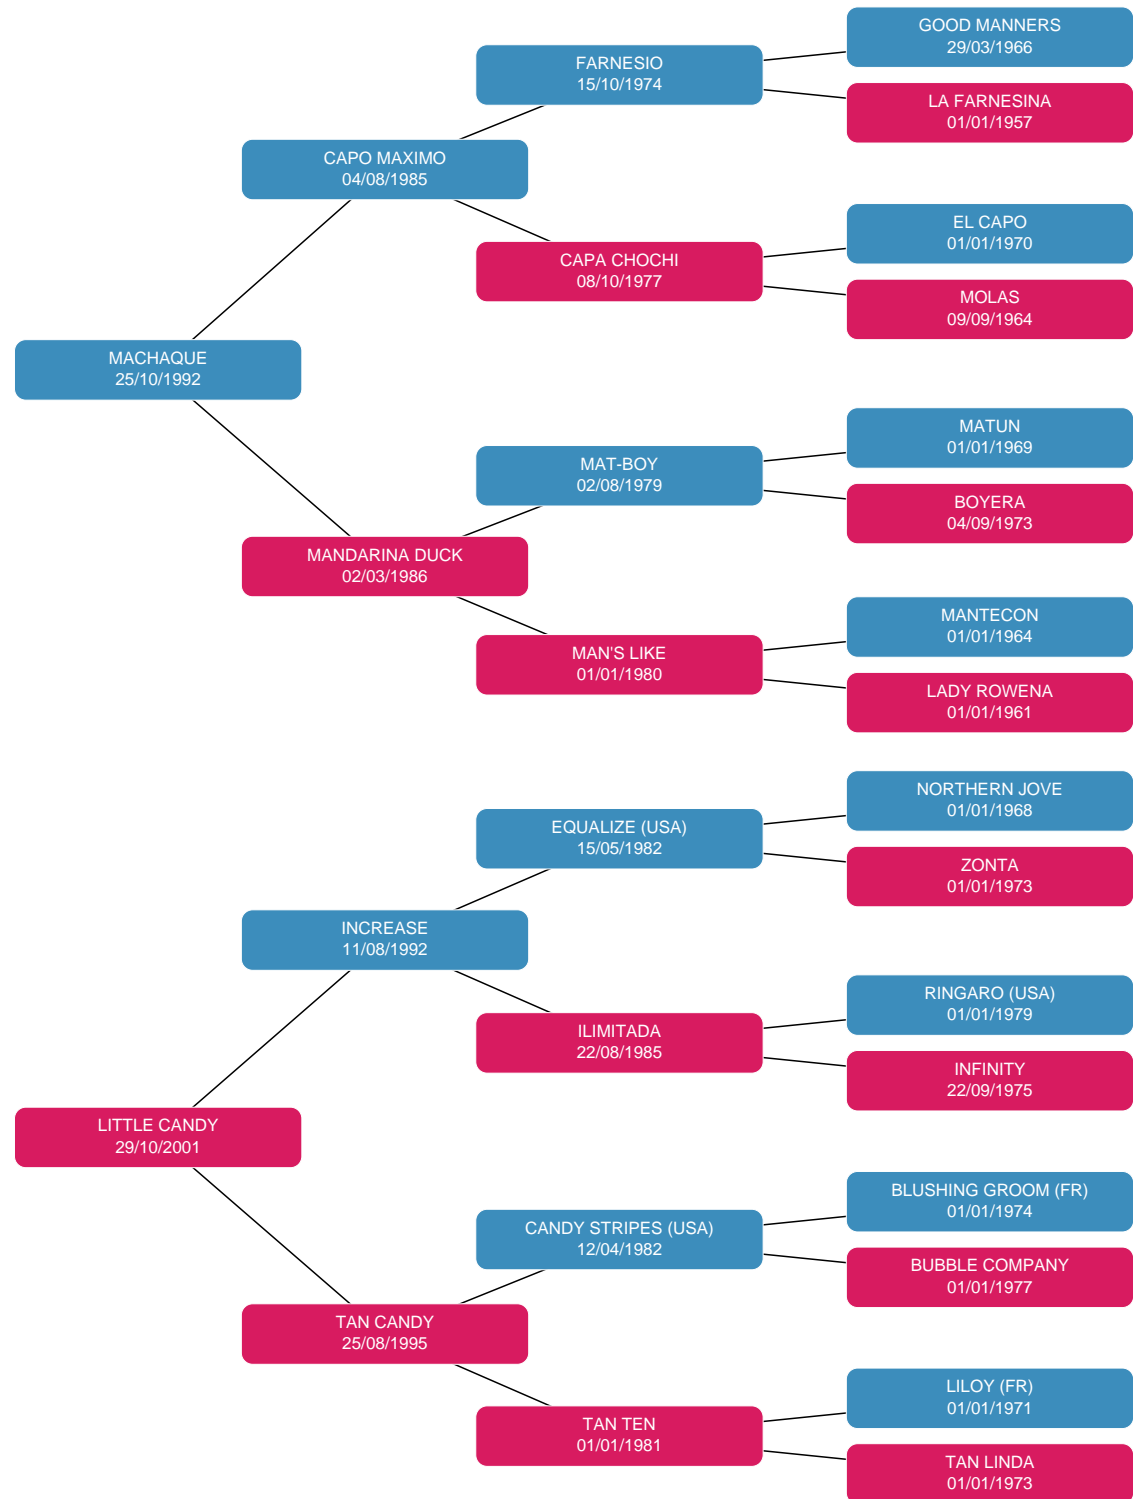 GOOD MANNERS
29/03/1966
FARNESIO
15/10/1974
LA FARNESINA
01/01/1957
CAPO MAXIMO
04/08/1985
EL CAPO
01/01/1970
CAPA CHOCHI
08/10/1977
MOLAS
09/09/1964
MACHAQUE
25/10/1992
MATUN
01/01/1969
MAT-BOY
02/08/1979
BOYERA
04/09/1973
MANDARINA DUCK
02/03/1986
MANTECON
01/01/1964
MAN'S LIKE
01/01/1980
LADY ROWENA
01/01/1961
NORTHERN JOVE
01/01/1968
EQUALIZE (USA)
15/05/1982
ZONTA
01/01/1973
INCREASE
11/08/1992
RINGARO (USA)
01/01/1979
ILIMITADA
22/08/1985
INFINITY
22/09/1975
LITTLE CANDY
29/10/2001
BLUSHING GROOM (FR)
01/01/1974
CANDY STRIPES (USA)
12/04/1982
BUBBLE COMPANY
01/01/1977
TAN CANDY
25/08/1995
LILOY (FR)
01/01/1971
TAN TEN
01/01/1981
TAN LINDA
01/01/1973